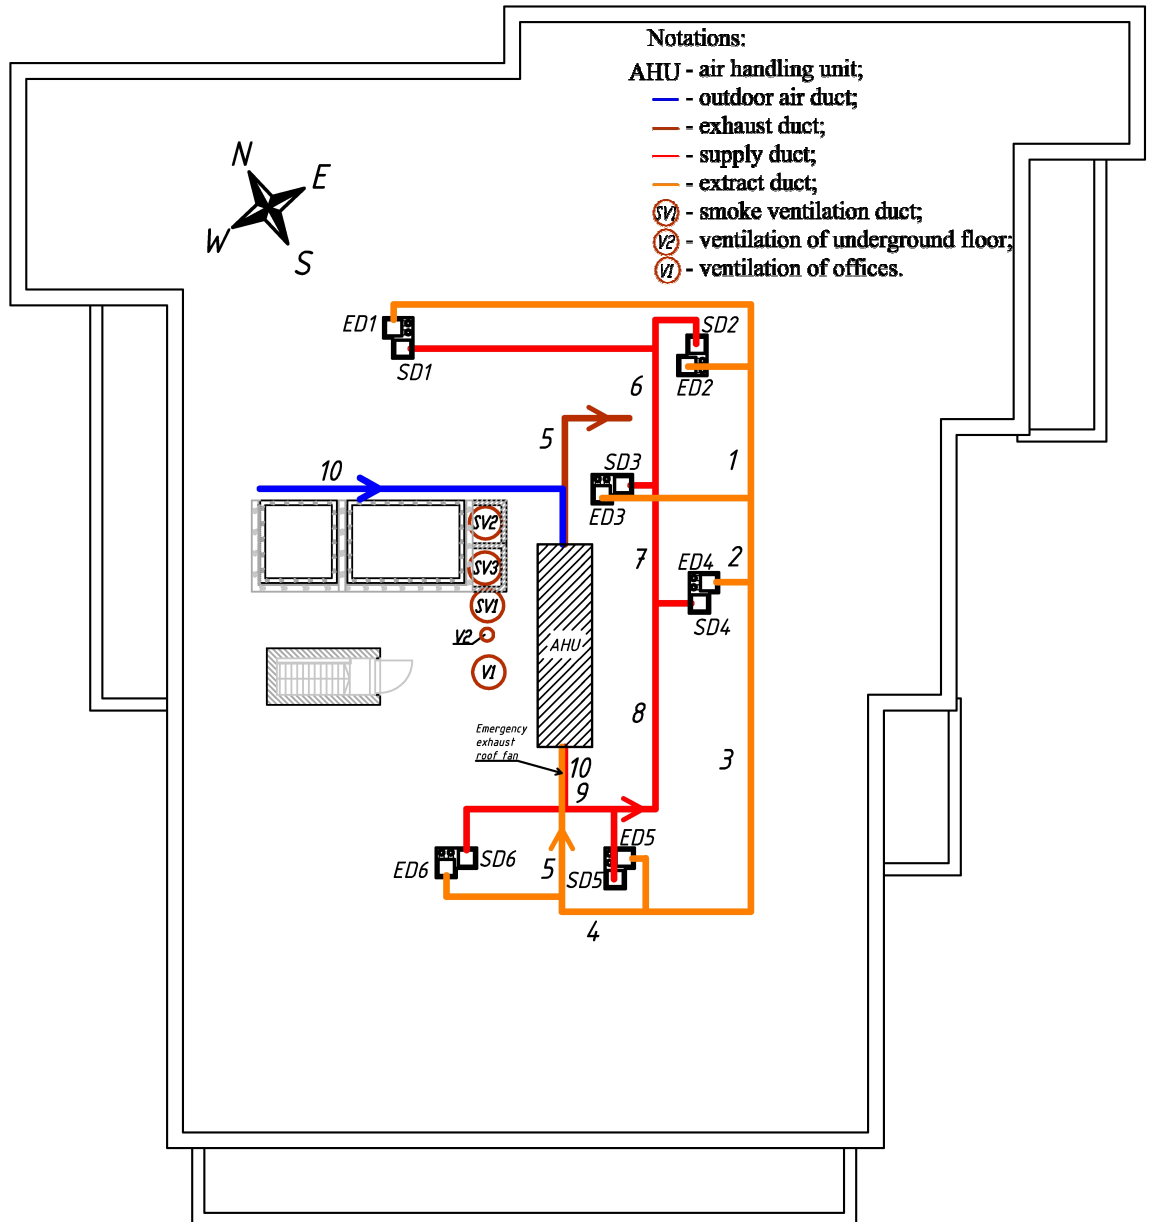 Notations:
AHU - air handling unit;
- outdoor air duct;
- exhaust duct;
- supply duct;
- extract duct;
SV1 - smoke ventilation duct;
V2 - ventilation of underground floor;
V1 - ventilation of offices.
N
E
W
S
ED1
SD1
SD2
ED2
6
5
1
10
SD3
ED3
SV2
7
ED4
2
SV3
SD4
SV1
V2
AHU
V1
8
3
Emergency
exhaust
roof fan
10
9
ED5
SD6
ED6
5
SD5
4